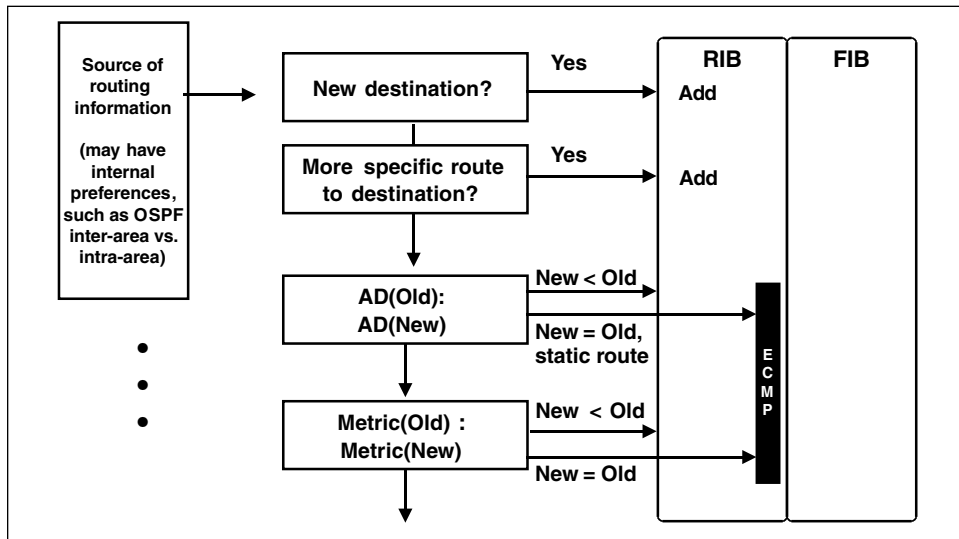 Source of
routing
information
(may have
internal
preferences,
such as OSPF
inter-area vs.
intra-area)
New destination?
Yes
More specific route
to destination?
Yes
AD(Old):
AD(New)
New < Old
New = Old,
static route
Metric(Old) :
Metric(New)
New < Old
New = Old
RIB
FIB
Add
Add
E
C
M
P